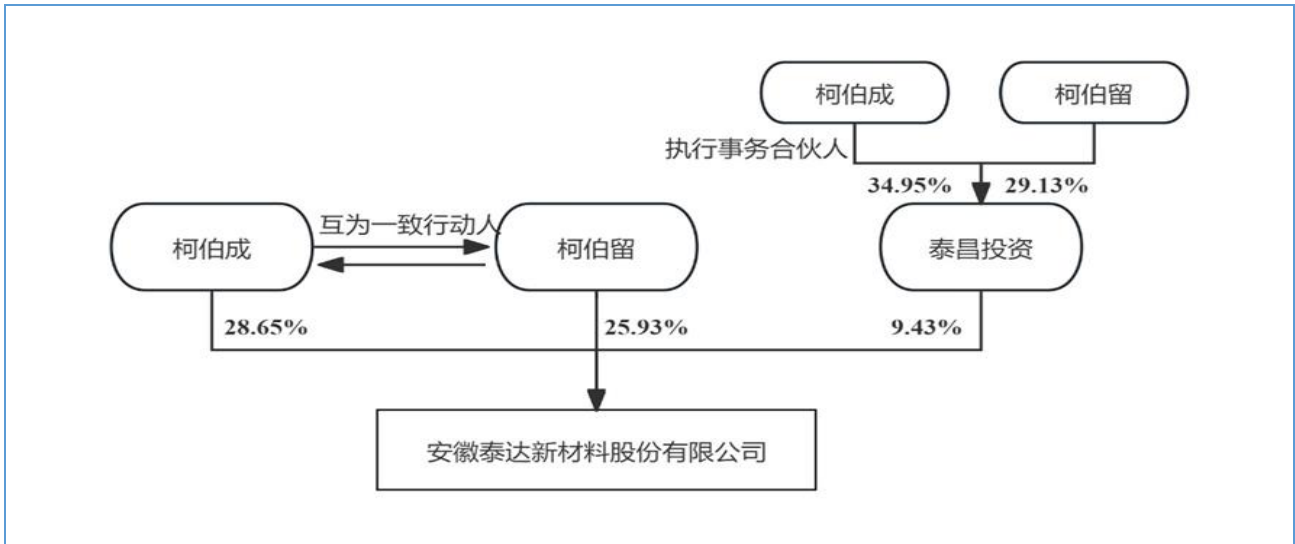 柯伯成
柯伯留
执行事务合伙人
34.95%
29.13%
柯伯成
互为一致行动人
柯伯留
泰昌投资
28.65%
25.93%
9.43%
安徽泰达新材料股份有限公司